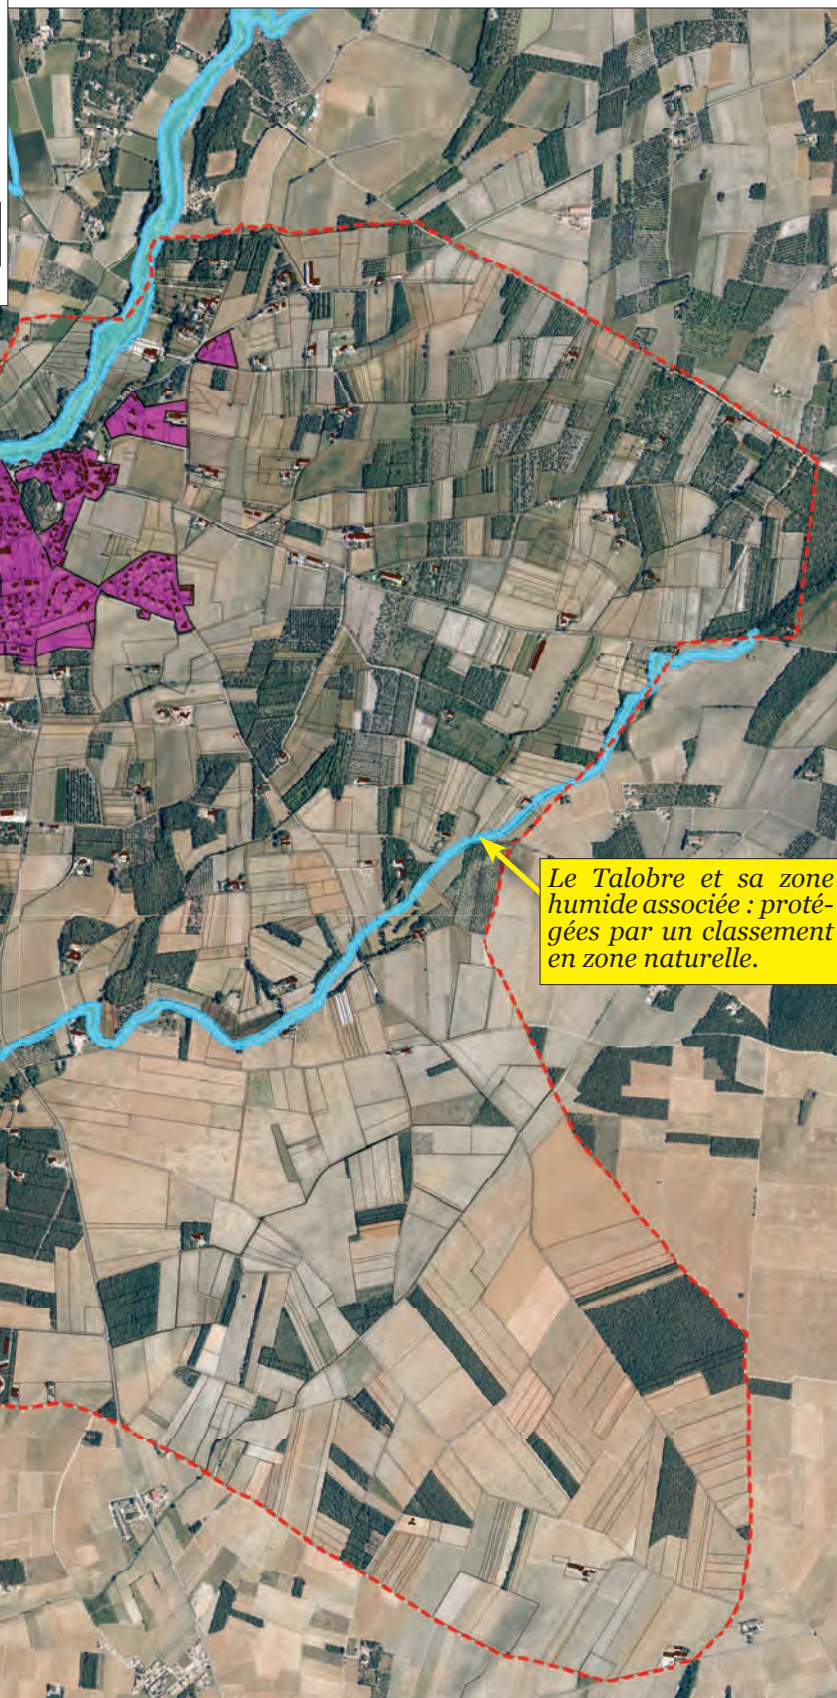 Le Talobre et sa zone
humide associée : proté-
gées par un classement
en zone naturelle.